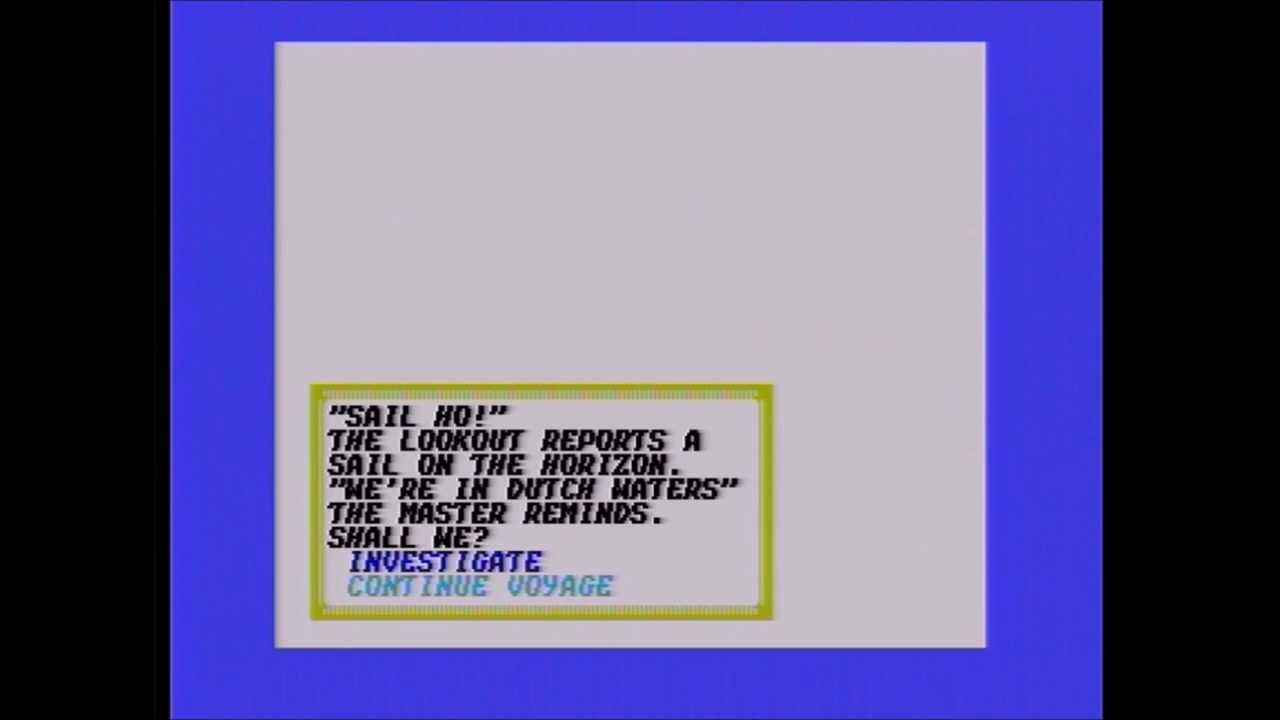 "SAIL HO!"
THE LOOKOUT REPORTS A
SAIL ON THE HORIZON.
"WE'RE IN DUTCH WATERS"
THE MASTER REMINDS.
SHALL WE?
INVESTIGATE
CONTINUE VOYAGE